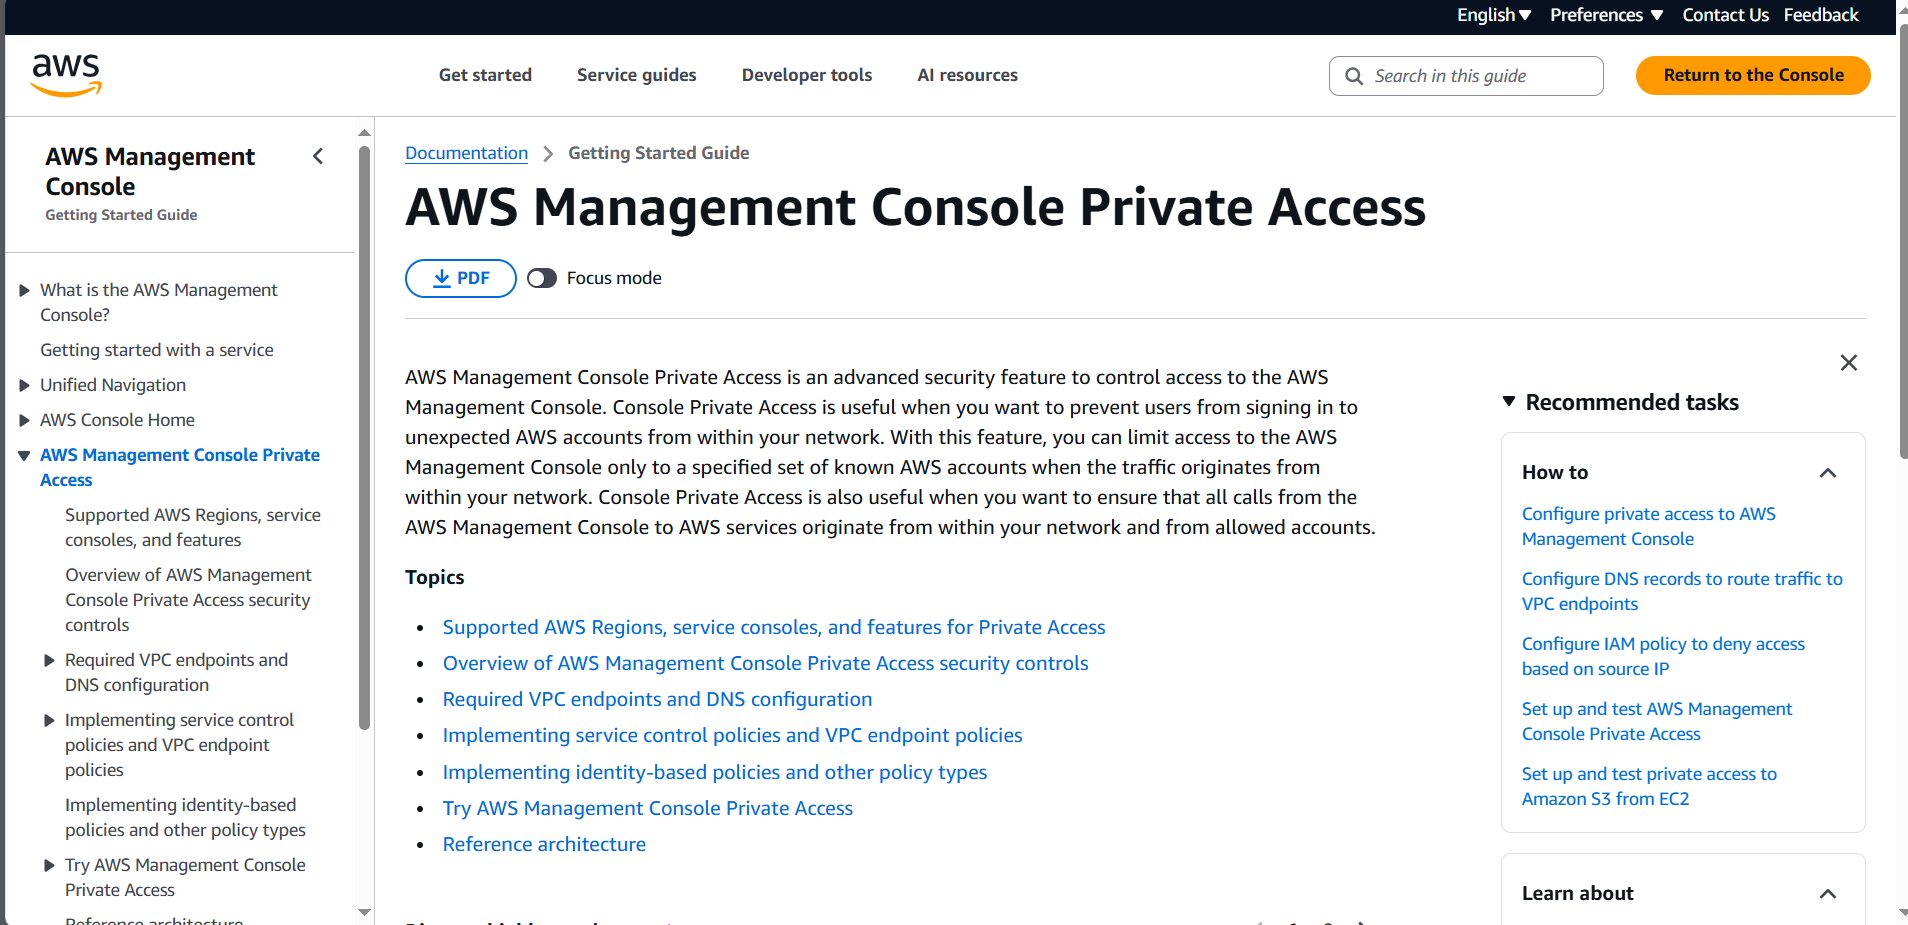 English Preferences Contact Us Feedback
aws
Get started Service guides Developer tools AI resources
Search in this guide
Return to the Console
AWS Management
Console
Getting Started Guide
What is the AWS Management
Console?
Getting started with a service
Unified Navigation
AWS Console Home
AWS Management Console Private
Access
Supported AWS Regions, service
consoles, and features
Overview of AWS Management
Console Private Access security
controls
Required VPC endpoints and
DNS configuration
Implementing service control
policies and VPC endpoint
policies
Implementing identity-based
policies and other policy types
Try AWS Management Console
Private Access
Reference architecture
Documentation > Getting Started Guide
AWS Management Console Private Access
PDF
Focus mode
AWS Management Console Private Access is an advanced security feature to control access to the AWS
Management Console. Console Private Access is useful when you want to prevent users from signing in to
unexpected AWS accounts from within your network. With this feature, you can limit access to the AWS
Management Console only to a specified set of known AWS accounts when the traffic originates from
within your network. Console Private Access is also useful when you want to ensure that all calls from the
AWS Management Console to AWS services originate from within your network and from allowed accounts.
Topics
Supported AWS Regions, service consoles, and features for Private Access
Overview of AWS Management Console Private Access security controls
Required VPC endpoints and DNS configuration
Implementing service control policies and VPC endpoint policies
Implementing identity-based policies and other policy types
Try AWS Management Console Private Access
Reference architecture
Recommended tasks
How to
Configure private access to AWS
Management Console
Configure DNS records to route traffic to
VPC endpoints
Configure IAM policy to deny access
based on source IP
Set up and test AWS Management
Console Private Access
Set up and test private access to
Amazon S3 from EC2
Learn about